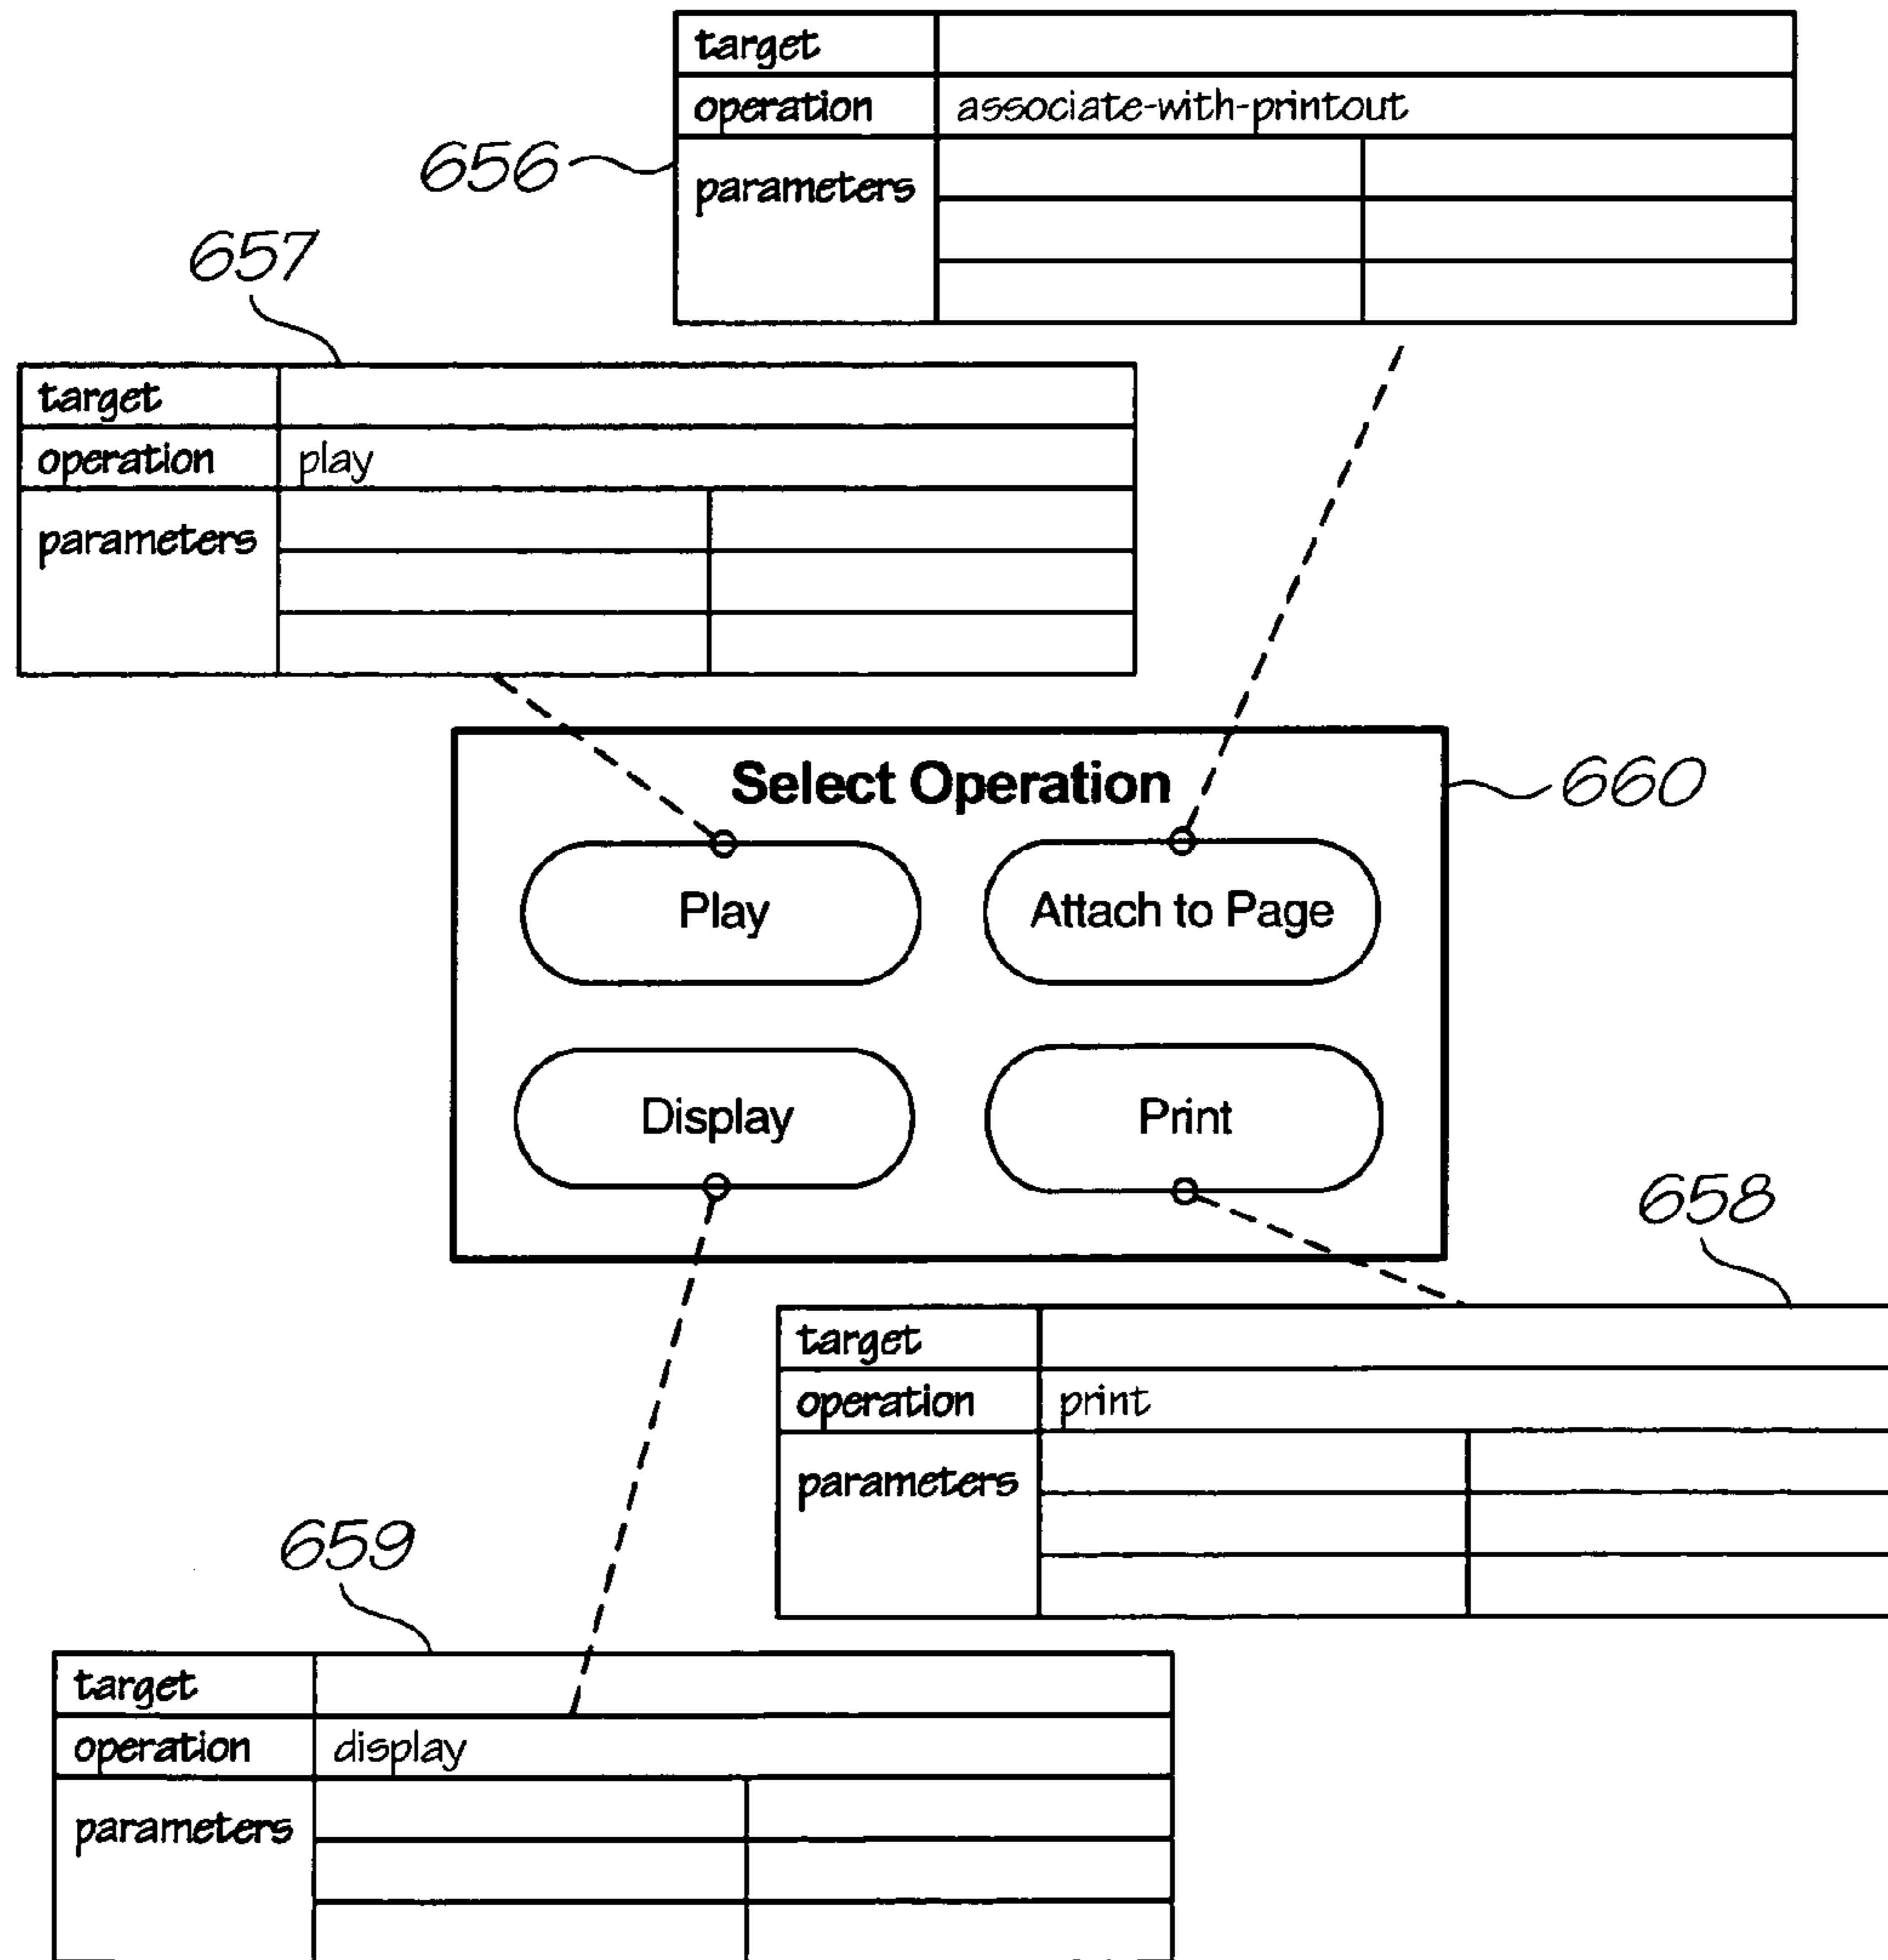 target
operation associate-with-printout
656
parameters
657
target
operation play
parameters
Select Operation
660
Play Attach to Page
Display Print
658
target
operation print
parameters
659
target
operation display
parameters